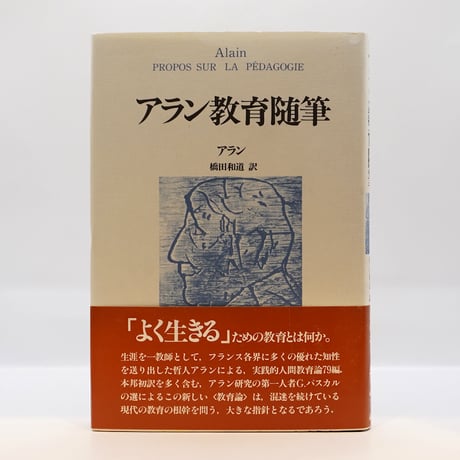 Alain
PROPOS SUR LA PÉDAGOGIE
アラン教育随筆
アラン
橋田和道 訳
「よく生きる」ための教育とは何か。
生涯を一教師として、フランス各界に多くの優れた知性
を送り出した哲人アランによる、実践的人間教育論79編。
本邦初訳を多く含む、アラン研究の第一人者G.パスカル
の選によるこの新しい〈教育論〉は、混迷を続けている
現代の教育の根幹を問う、大きな指針となるであろう。